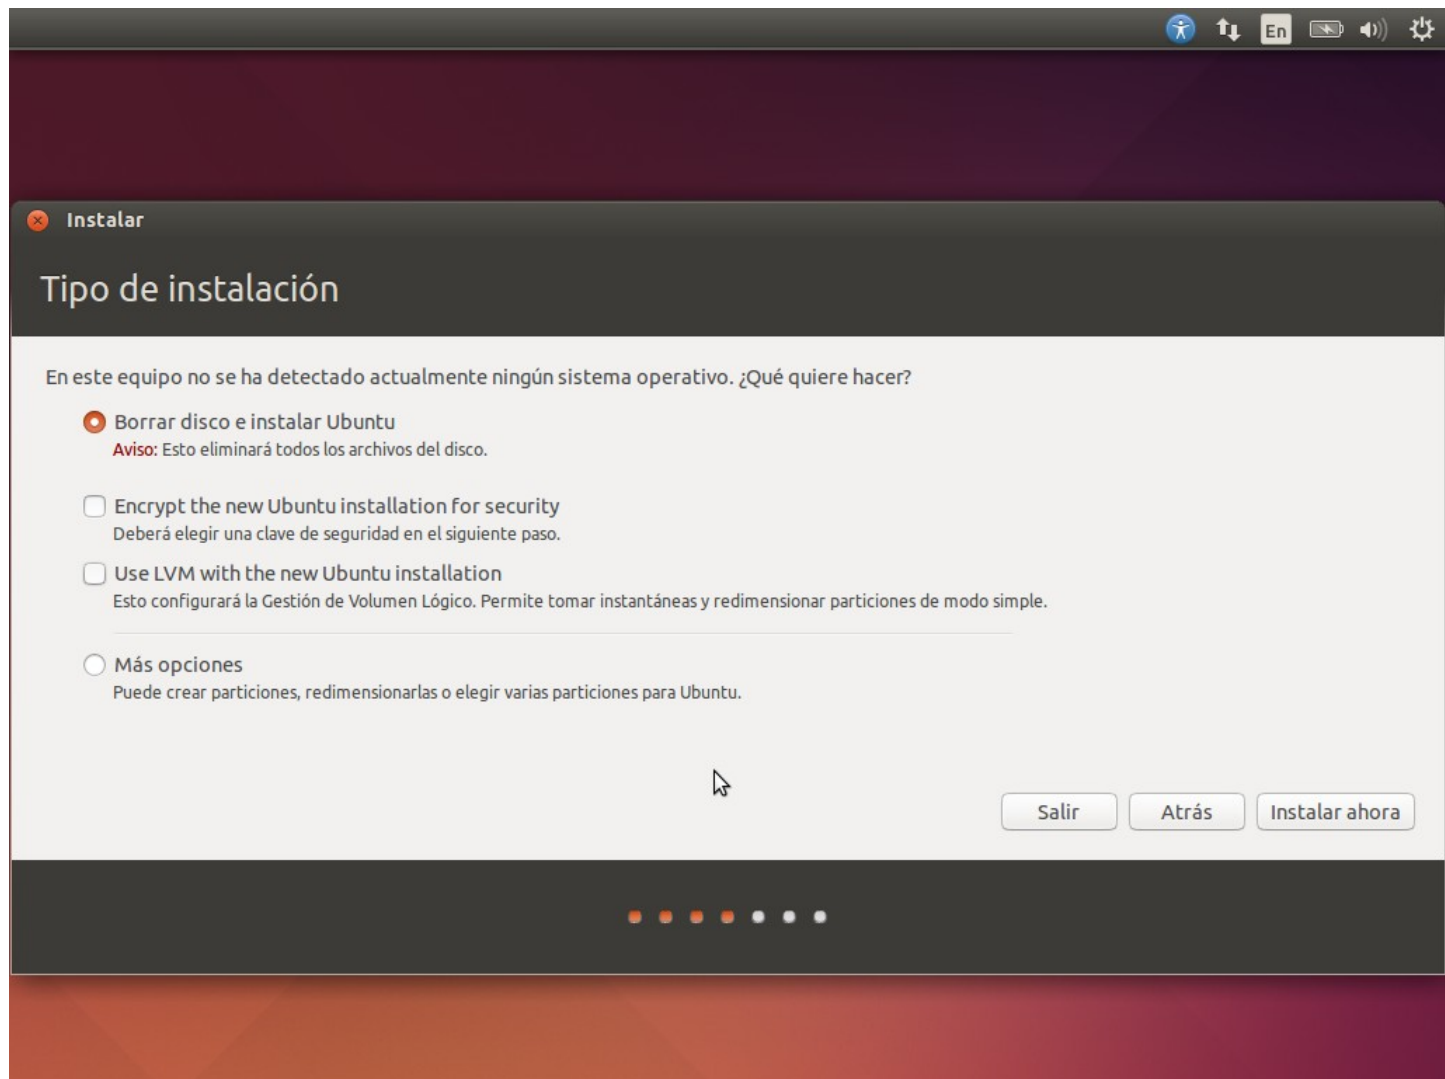 En
Instalar
Tipo de instalación
En este equipo no se ha detectado actualmente ningún sistema operativo. ¿Qué quiere hacer?
Borrar disco e instalar Ubuntu
Aviso: Esto eliminará todos los archivos del disco.
Encrypt the new Ubuntu installation for security
Deberá elegir una clave de seguridad en el siguiente paso.
Use LVM with the new Ubuntu installation
Esto configurará la Gestión de Volumen Lógico. Permite tomar instantáneas y redimensionar particiones de modo simple.
Más opciones
Puede crear particiones, redimensionarlas o elegir varias particiones para Ubuntu.
Salir Atrás Instalar ahora